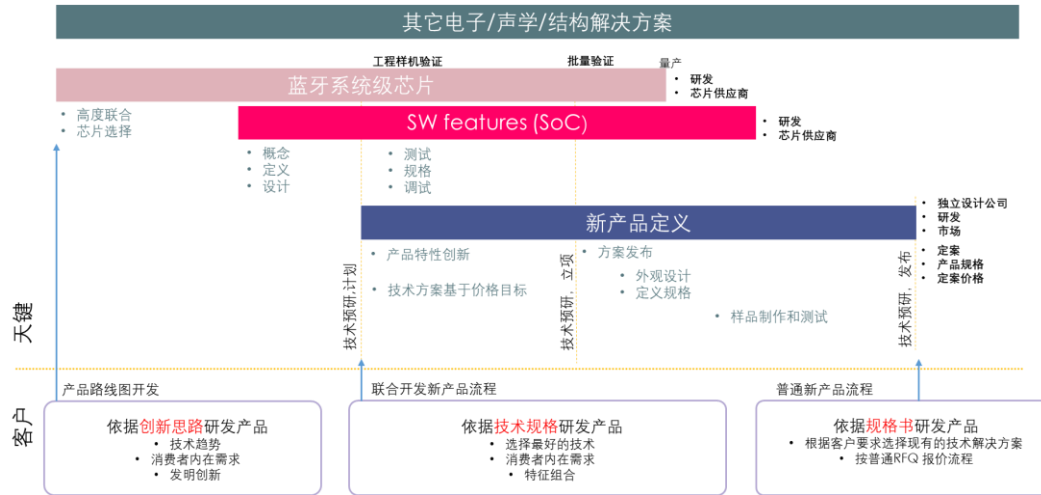 其它电子/声学/结构解决方案
工程样机验证
批量验证
量产
蓝牙系统级芯片
• 研发
• 芯片供应商
• 高度联合
• 芯片选择
SW features (SoC)
• 研发
• 芯片供应商
• 概念
• 定义
• 设计
• 测试
• 规格
• 调试
新产品定义
• 独立设计公司
• 研发
• 市场
• 定案
• 产品规格
• 定案价格
技术预研,计划
• 产品特性创新
• 技术方案基于价格目标
技术预研，立项
• 方案发布
• 外观设计
• 定义规格
• 样品制作和测试
技术预研，发布
天键
客户
产品路线图开发
依据创新思路研发产品
• 技术趋势
• 消费者内在需求
• 发明创新
联合开发新产品流程
依据技术规格研发产品
• 选择最好的技术
• 消费者内在需求
• 特征组合
普通新产品流程
依据规格书研发产品
• 根据客户要求选择现有的技术解决方案
• 按普通RFQ 报价流程